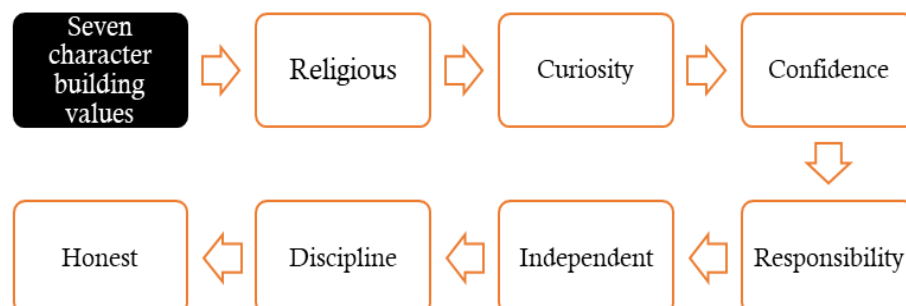 Seven
character
building
values
Religious
Curiosity
Confidence
Responsibility
Independent
Discipline
Honest